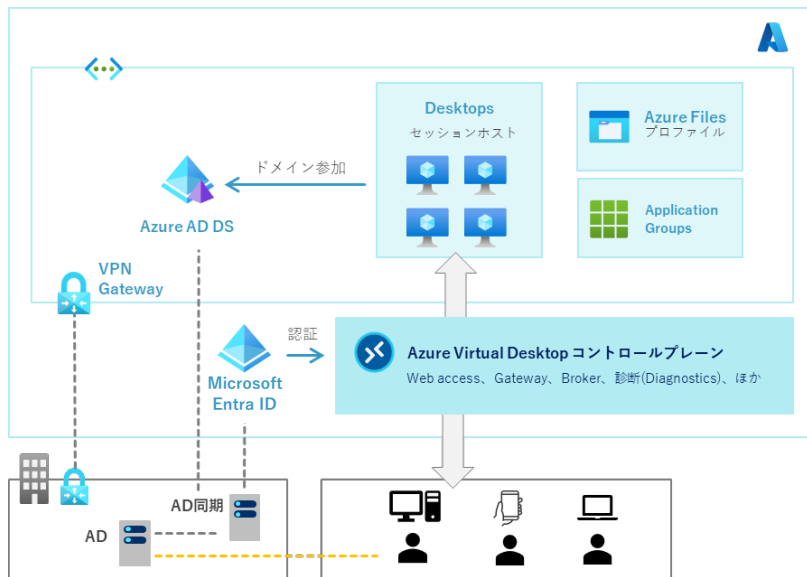 Desktops
セッションホスト
Azure Files
プロファイル
ドメイン参加
Application
Groups
Azure AD DS
VPN
Gateway
認証
Microsoft
Entra ID
Azure Virtual Desktop コントロールプレーン
Web access、Gateway、Broker、診断(Diagnostics)、ほか
AD同期
AD